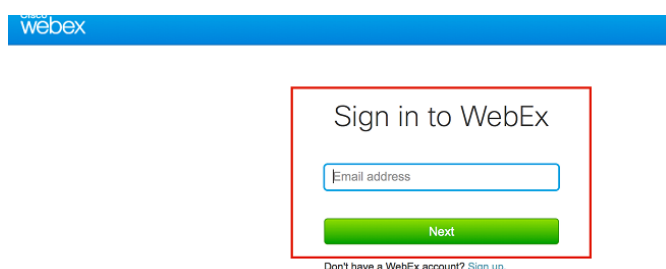 Cisco
webex
Sign in to WebEx
Email address
Next
Don't have a WebEx account? Sign up.